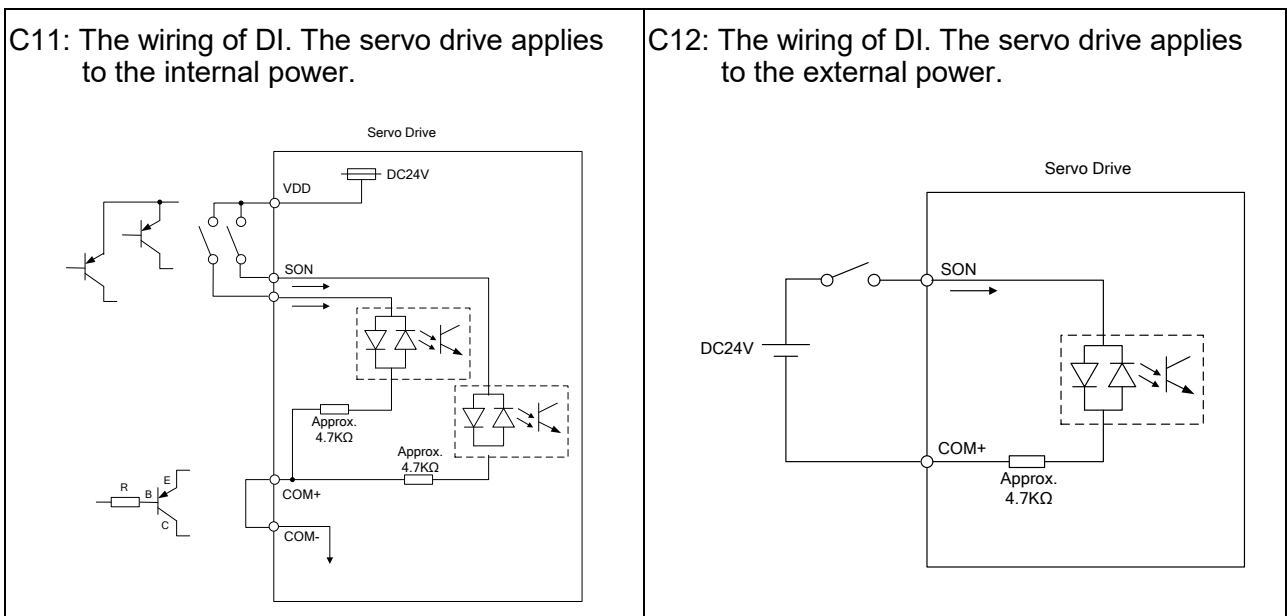 C11: The wiring of DI. The servo drive applies
to the internal power.
Servo Drive
VDD
DC24V
SON
Approx.
4.7KΩ
Approx.
4.7KΩ
COM+
COM-
R
B
E
C
C12: The wiring of DI. The servo drive applies
to the external power.
Servo Drive
SON
DC24V
COM+
Approx.
4.7KΩ